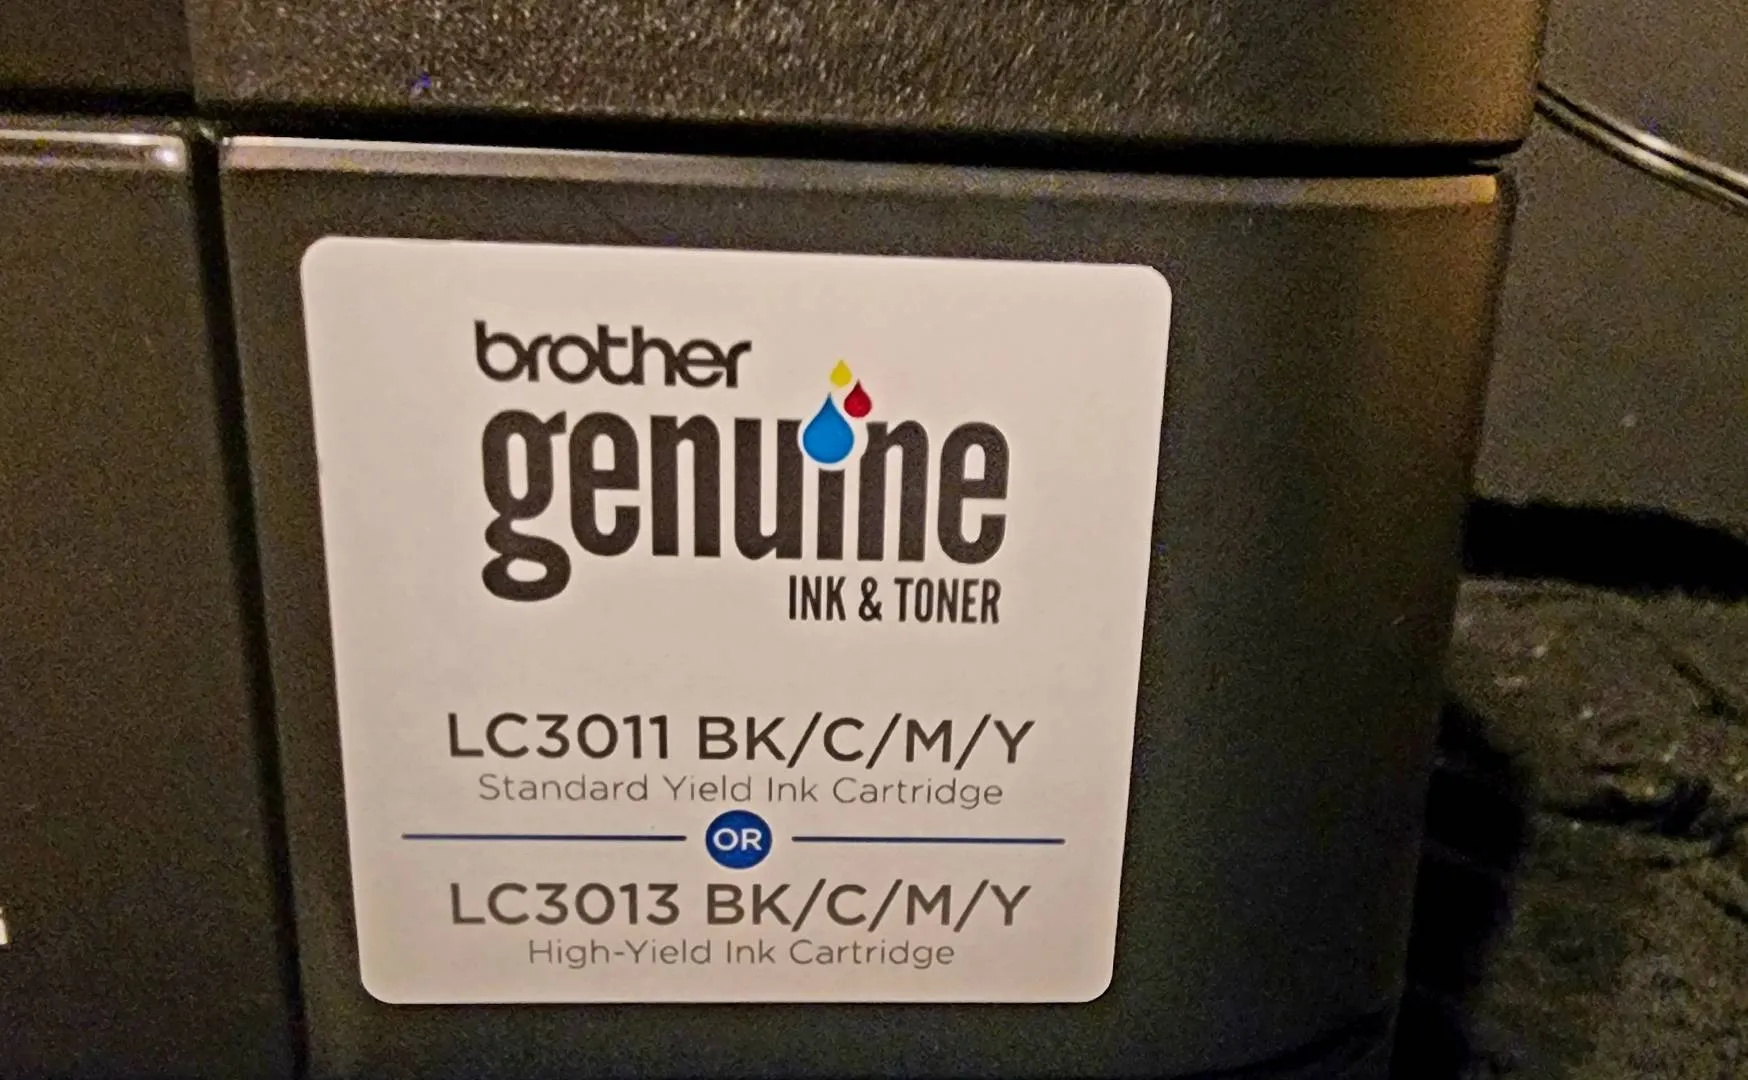 brother
genuine
INK & TONER
LC3011 BK/C/M/Y
Standard Yield Ink Cartridge
OR
LC3013 BK/C/M/Y
High-Yield Ink Cartridge